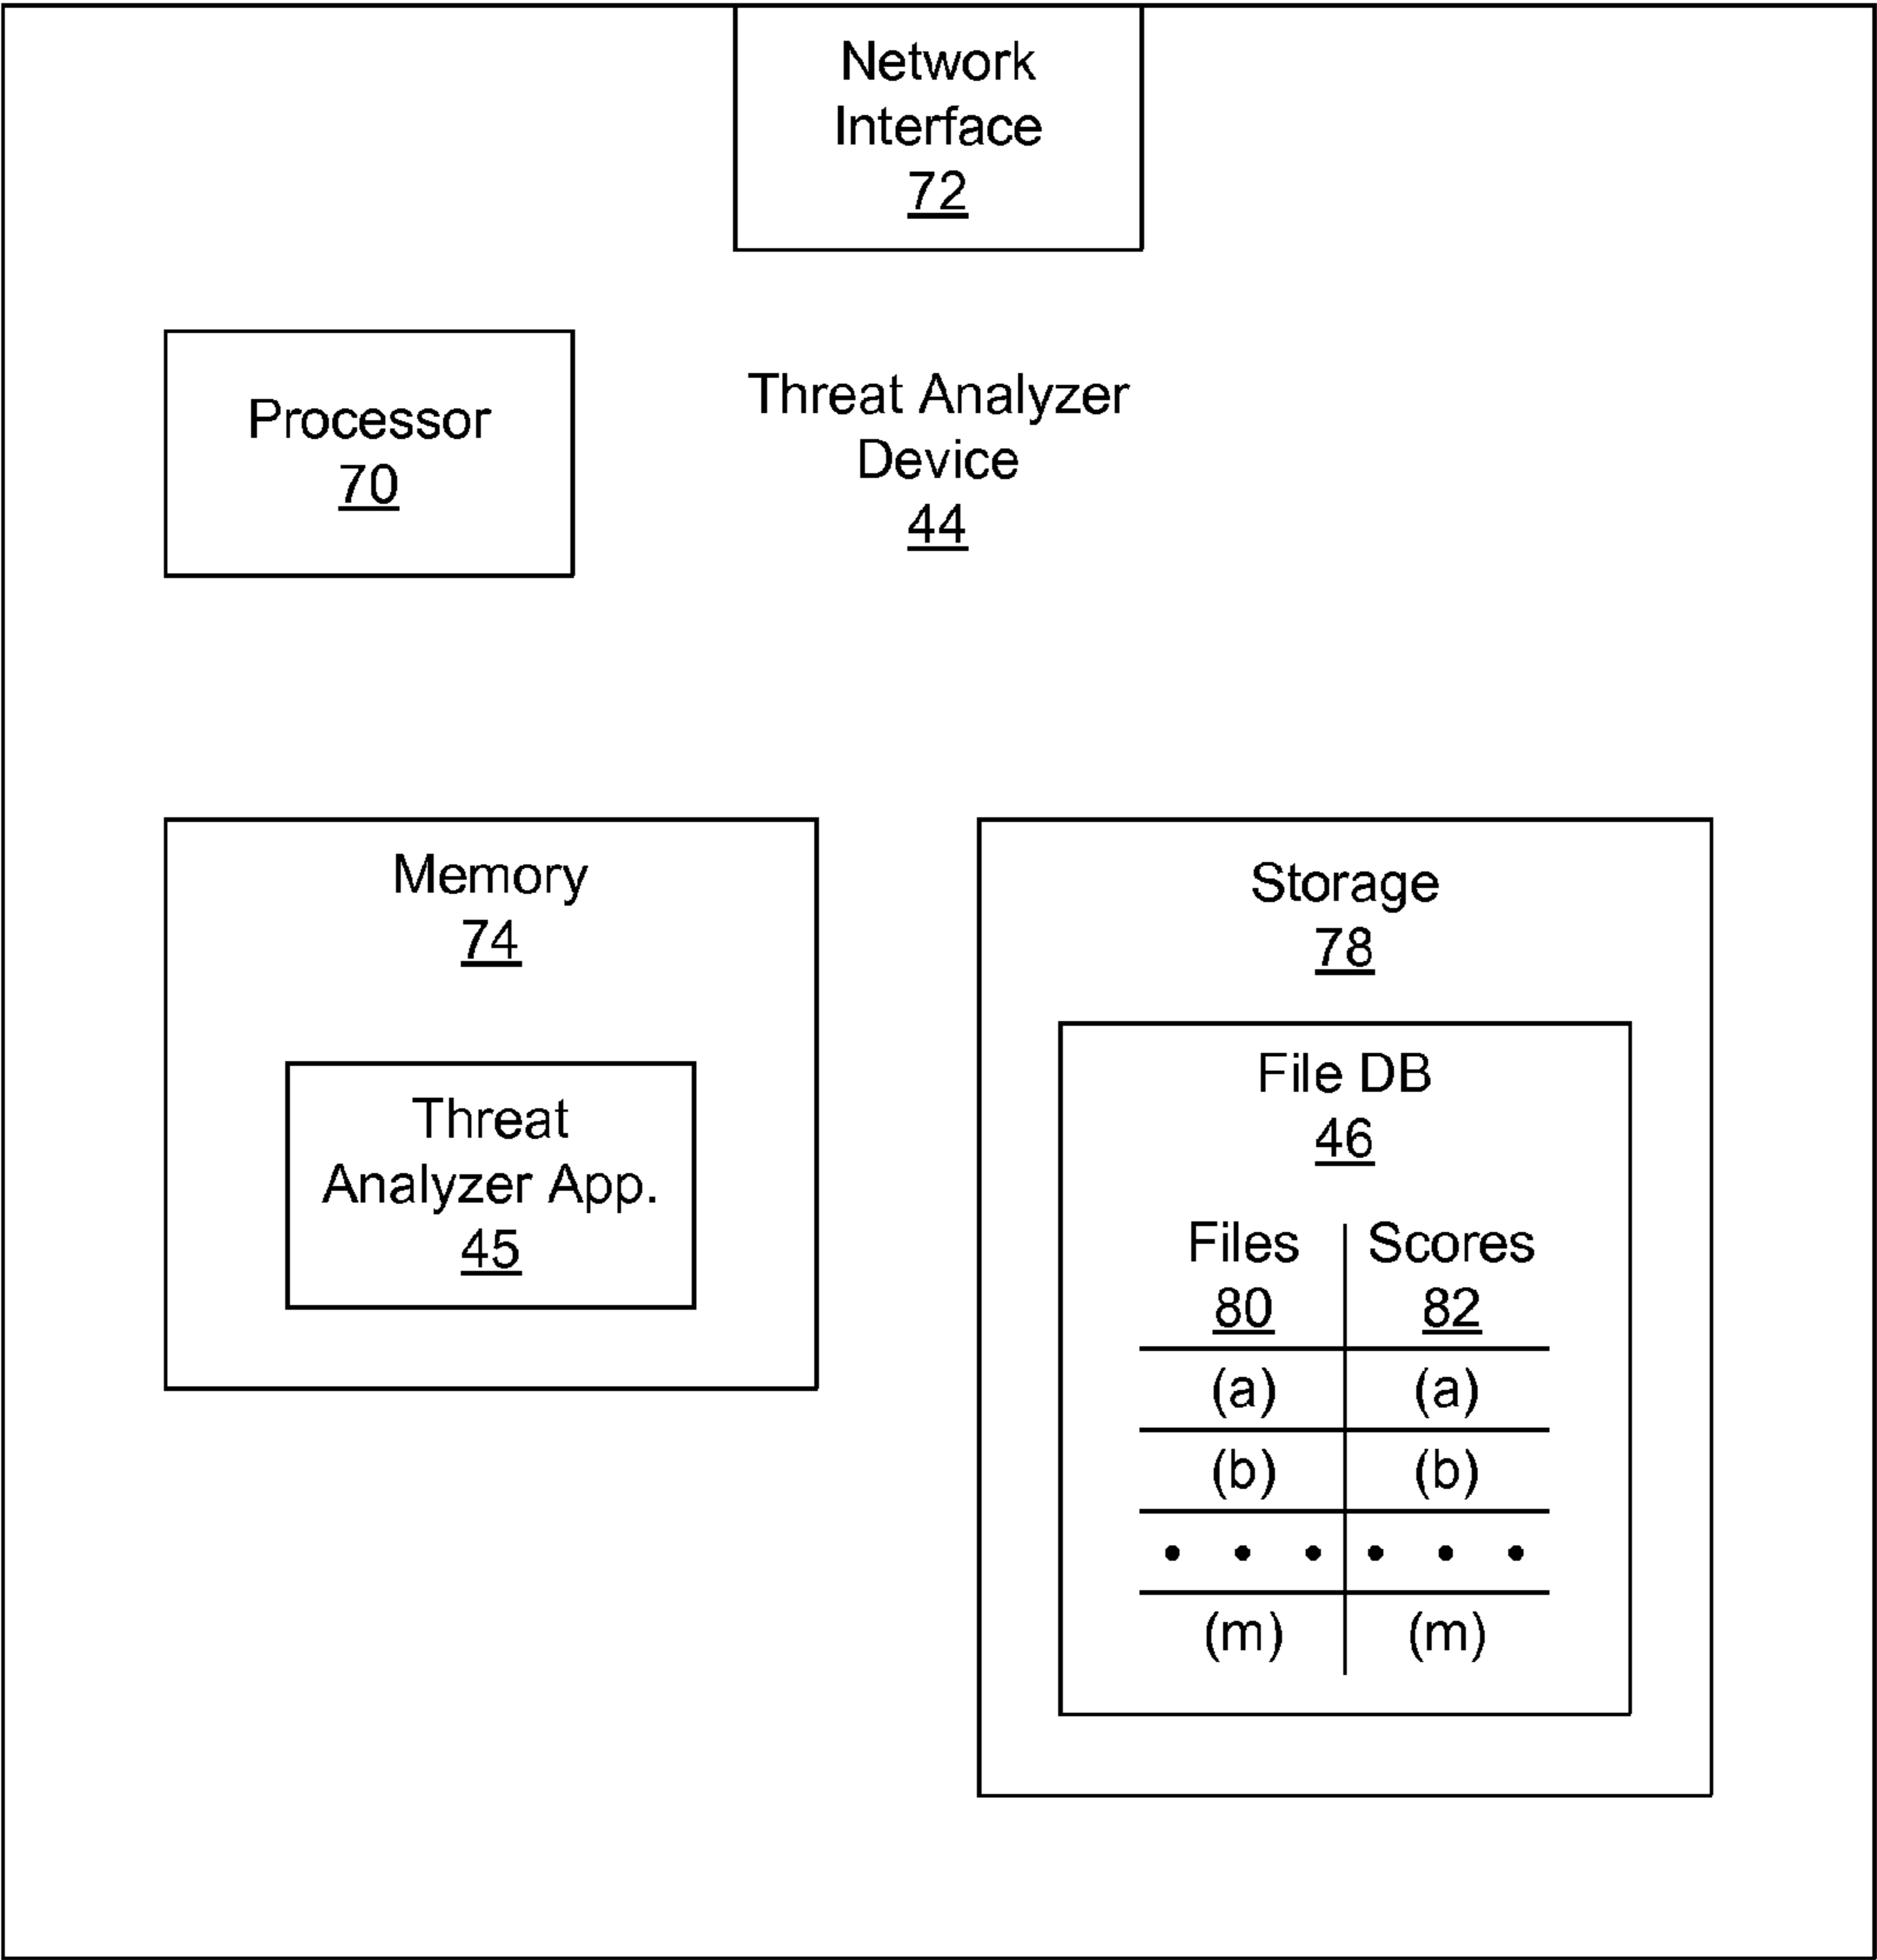 Network
Interface
72
Processor
70
Threat Analyzer
Device
44
Memory
74
Threat
Analyzer App.
45
Storage
78
File DB
46
Files Scores
80 82
(a) (a)
(b) (b)
• • • • • •
(m) (m)